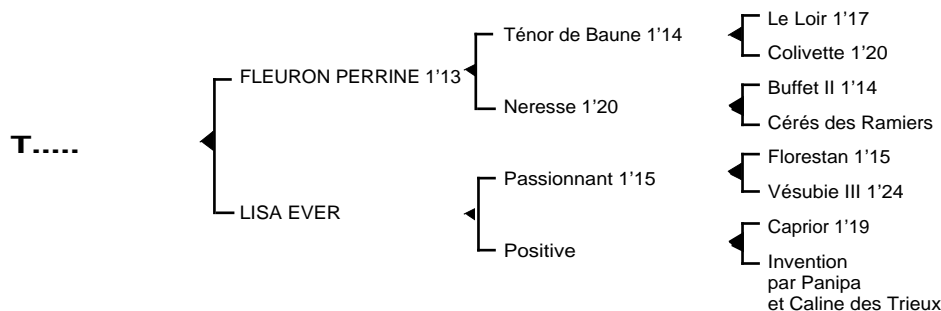 T.....
FLEURON PERRINE 1'13
LISA EVER
Ténor de Baune 1'14
Neresse 1'20
Passionnant 1'15
Positive
Le Loir 1'17
Colivette 1'20
Buffet II 1'14
Cérés des Ramiers
Florestan 1'15
Vésubie III 1'24
Caprior 1'19
Invention
par Panipa
et Caline des Trieux